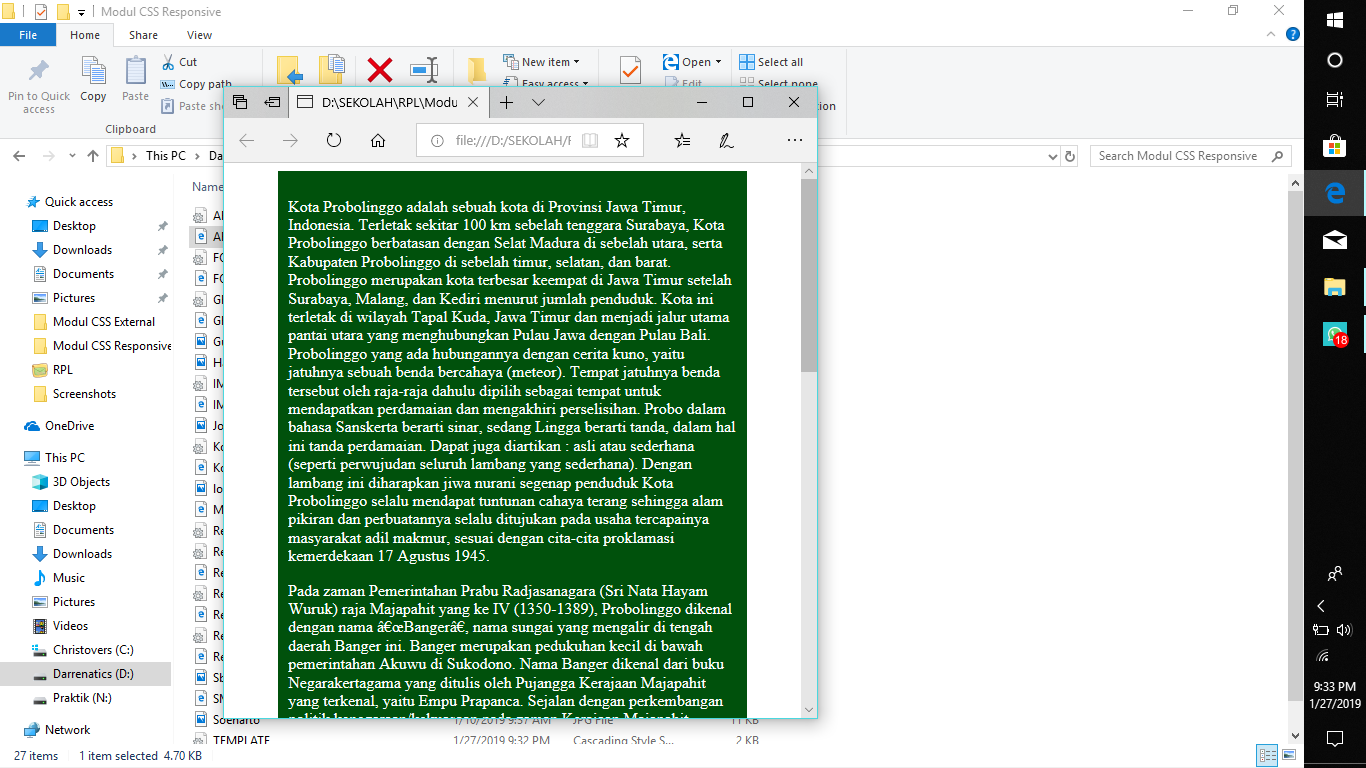 Modul CSS Responsive
File Home Share View
Pin to Quick access
Copy
Paste
Cut
Copy path
Clipboard
New item
Open
Select all
D:\SEKOLAH\RPL\Modu
file:///D:/SEKOLAH/F
This PC
Search Modul CSS Responsive
Name
Quick access
Desktop
Downloads
Documents
Pictures
Modul CSS External
Modul CSS Responsive
RPL
Screenshots
OneDrive
This PC
3D Objects
Desktop
Documents
Downloads
Music
Pictures
Videos
Christovers (C:)
Darrenatics (D:)
Praktik (N:)
Network
Kota Probolinggo adalah sebuah kota di Provinsi Jawa Timur,
Indonesia. Terletak sekitar 100 km sebelah tenggara Surabaya, Kota
Probolinggo berbatasan dengan Selat Madura di sebelah utara, serta
Kabupaten Probolinggo di sebelah timur, selatan, dan barat.
Probolinggo merupakan kota terbesar keempat di Jawa Timur setelah
Surabaya, Malang, dan Kediri menurut jumlah penduduk. Kota ini
terletak di wilayah Tapal Kuda, Jawa Timur dan menjadi jalur utama
pantai utara yang menghubungkan Pulau Jawa dengan Pulau Bali.
Probolinggo yang ada hubungannya dengan cerita kuno, yaitu
jatuhnya sebuah benda bercahaya (meteor). Tempat jatuhnya benda
tersebut oleh raja-raja dahulu dipilih sebagai tempat untuk
mendapatkan perdamaian dan mengakhiri perselisihan. Probo dalam
bahasa Sanskerta berarti sinar, sedang Lingga berarti tanda, dalam hal
ini tanda perdamaian. Dapat juga diartikan : asli atau sederhana
(seperti perwujudan seluruh lambang yang sederhana). Dengan
lambang ini diharapkan jiwa nurani segenap penduduk Kota
Probolinggo selalu mendapat tuntunan cahaya terang sehingga alam
pikiran dan perbuatannya selalu ditujukan pada usaha tercapainya
masyarakat adil makmur, sesuai dengan cita-cita proklamasi
kemerdekaan 17 Agustus 1945.
Pada zaman Pemerintahan Prabu Radjasanagara (Sri Nata Hayam
Wuruk) raja Majapahit yang ke IV (1350-1389), Probolinggo dikenal
dengan nama â€œBangerâ€, nama sungai yang mengalir di tengah
daerah Banger ini. Banger merupakan pedukuhan kecil di bawah
pemerintahan Akuwu di Sukodono. Nama Banger dikenal dari buku
Negarakertagama yang ditulis oleh Pujangga Kerajaan Majapahit
yang terkenal, yaitu Empu Prapanca. Sejalan dengan perkembangan
Soenarto 1/10/2019 9:37 AM JPG File 11 KB
TEMPLATE 1/27/2019 9:32 PM Cascading Style S... 2 KB
27 items 1 item selected 4.70 KB
18
9:33 PM
1/27/2019